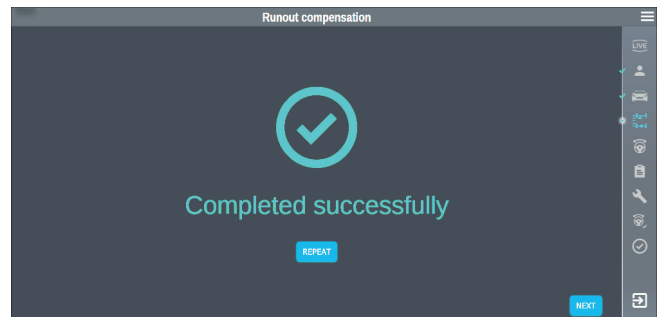 Runout compensation
LIVE
Completed successfully
REPEAT
NEXT